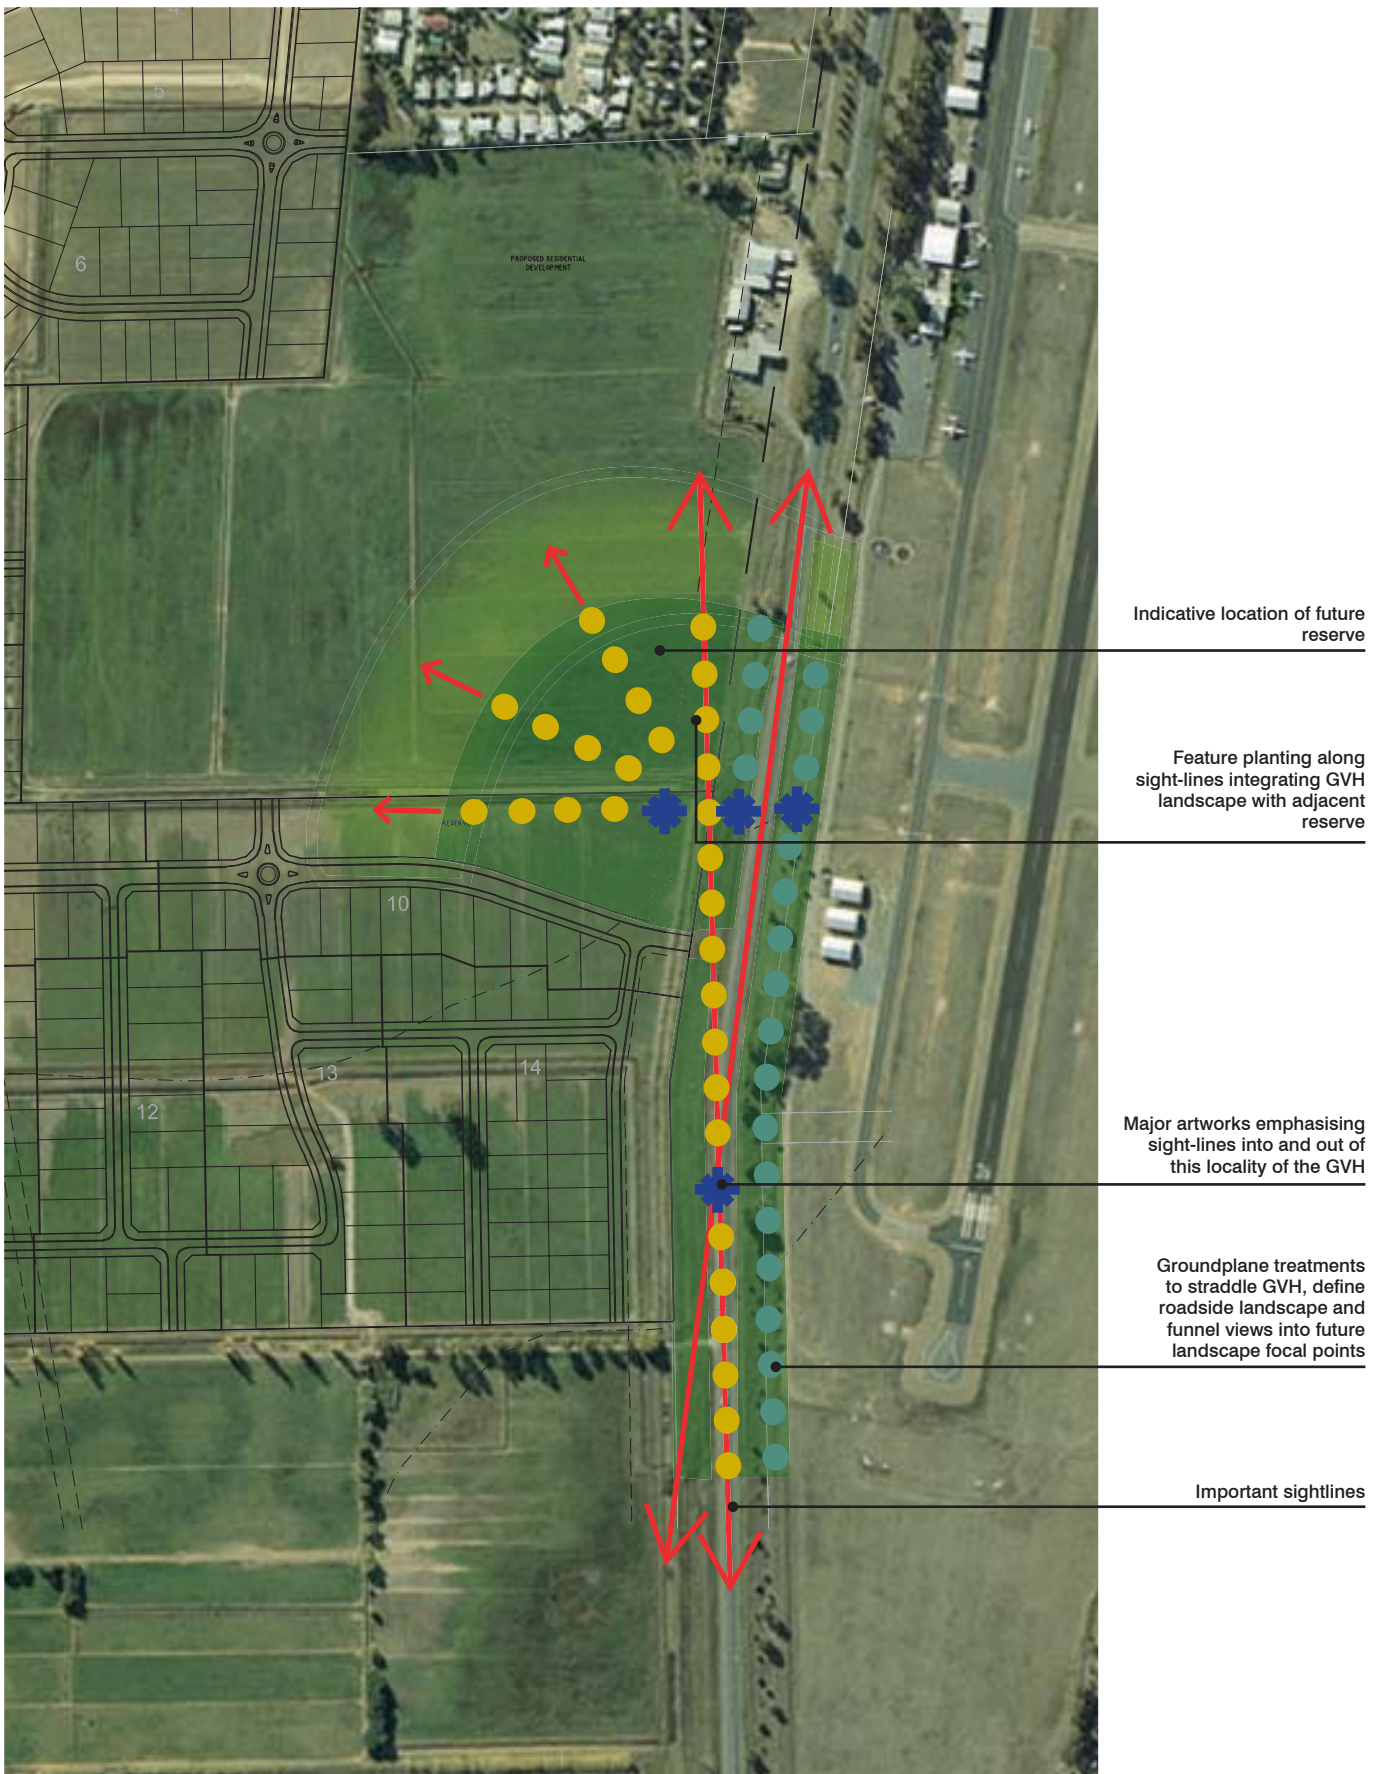 4
5
6
PROPOSED RESIDENTIAL
DEVELOPMENT
Indicative location of future
reserve
Feature planting along
sight-lines integrating GVH
landscape with adjacent
reserve
10
12
13
14
Major artworks emphasising
sight-lines into and out of
this locality of the GVH
Groundplane treatments
to straddle GVH, define
roadside landscape and
funnel views into future
landscape focal points
Important sightlines